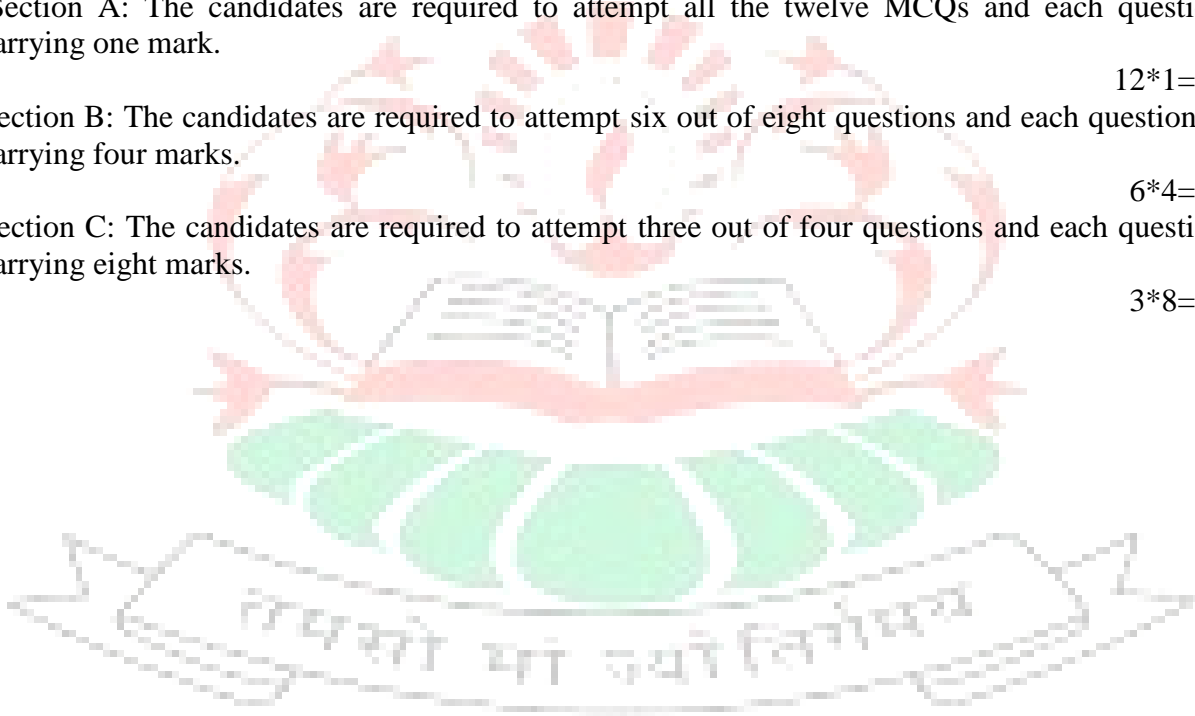 Section A: The candidates are required to attempt all the twelve MCQs and each questi
arrying one mark.
12*1=
ection B: The candidates are required to attempt six out of eight questions and each question
arrying four marks.
6*4=
ection C: The candidates are required to attempt three out of four questions and each questi
arrying eight marks.
3*8=